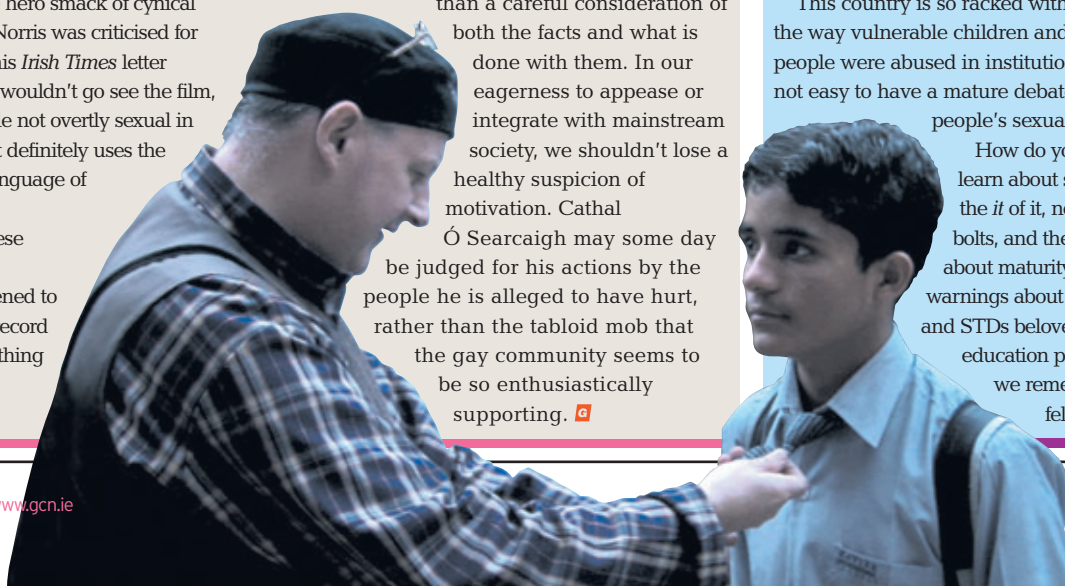 hero smack of cynical
Norris was criticised for
his Irish Times letter
wouldn't go see the film,
not overtly sexual in
definitely uses the
nguage of
ese
ened to
record
thing
www.gcn.ie
than a careful consideration of
both the facts and what is
done with them. In our
eagerness to appease or
integrate with mainstream
society, we shouldn't lose a
healthy suspicion of
motivation. Cathal
Ó Searcaigh may some day
be judged for his actions by the
people he is alleged to have hurt,
rather than the tabloid mob that
the gay community seems to
be so enthusiastically
supporting. G
This country is so racked with
the way vulnerable children and
people were abused in institutio
not easy to have a mature debat
people's sexua
How do yo
learn about s
the it of it, no
bolts, and the
about maturity
warnings about
and STDs belove
education p
we reme
fel